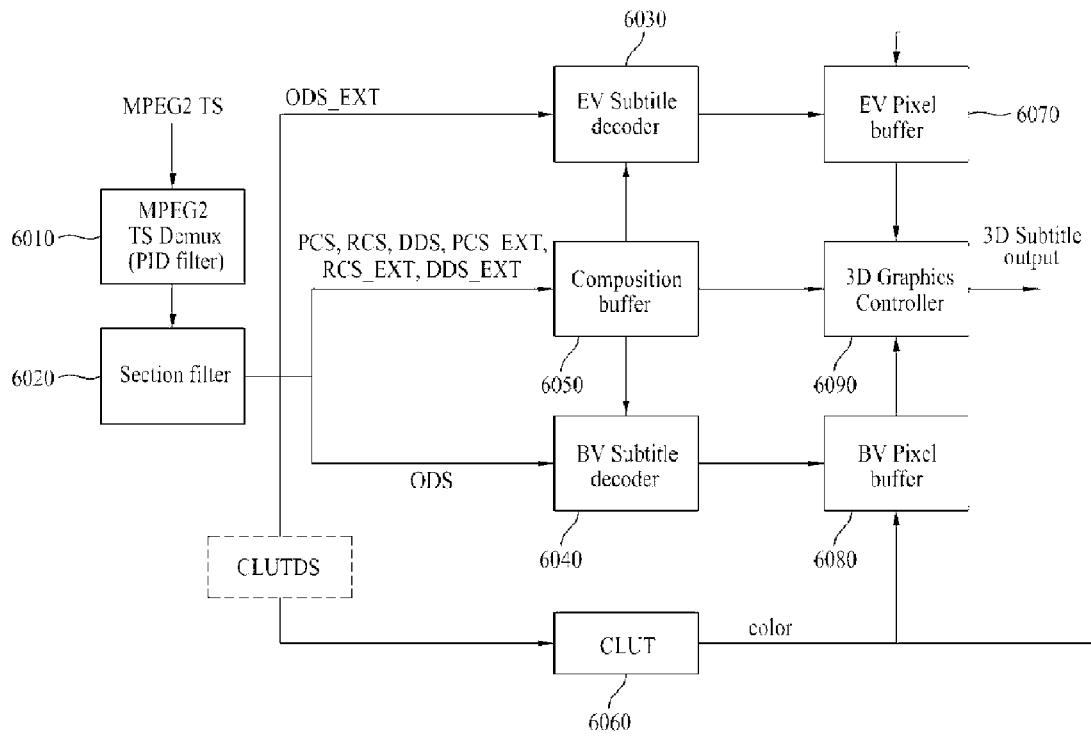 6030
MPEG2 TS
ODS_EXT
EV Subtitle
decoder
EV Pixel
buffer
6070
6010
MPEG2
TS Demux
(PID filter)
PCS, RCS, DDS, PCS_EXT,
RCS_EXT, DDS_EXT
Composition
buffer
3D Graphics
Controller
3D Subtitle
output
6020
Section filter
6050
6090
ODS
BV Subtitle
decoder
BV Pixel
buffer
CLUTDS
6040
6080
CLUT
color
6060